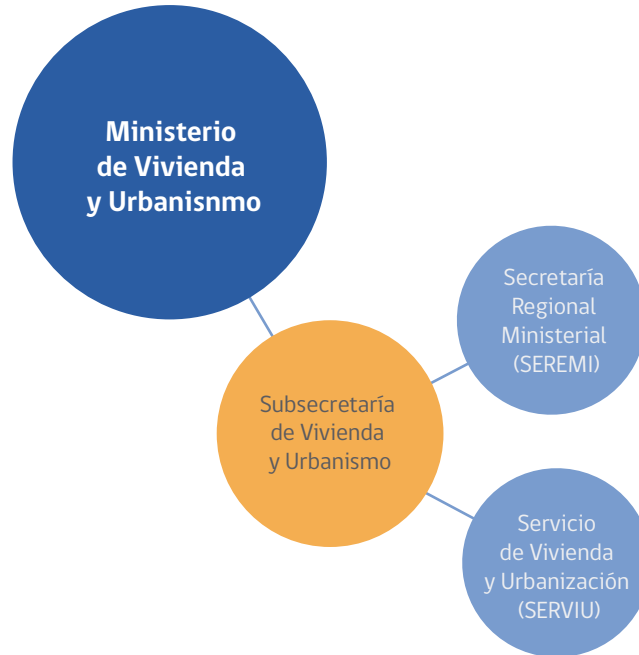 Ministerio
de Vivienda
y Urbanisnmo
Secretaría
Regional
Ministerial
(SEREMI)
Subsecretaría
de Vivienda
y Urbanismo
Servicio
de Vivienda
y Urbanización
(SERVIU)